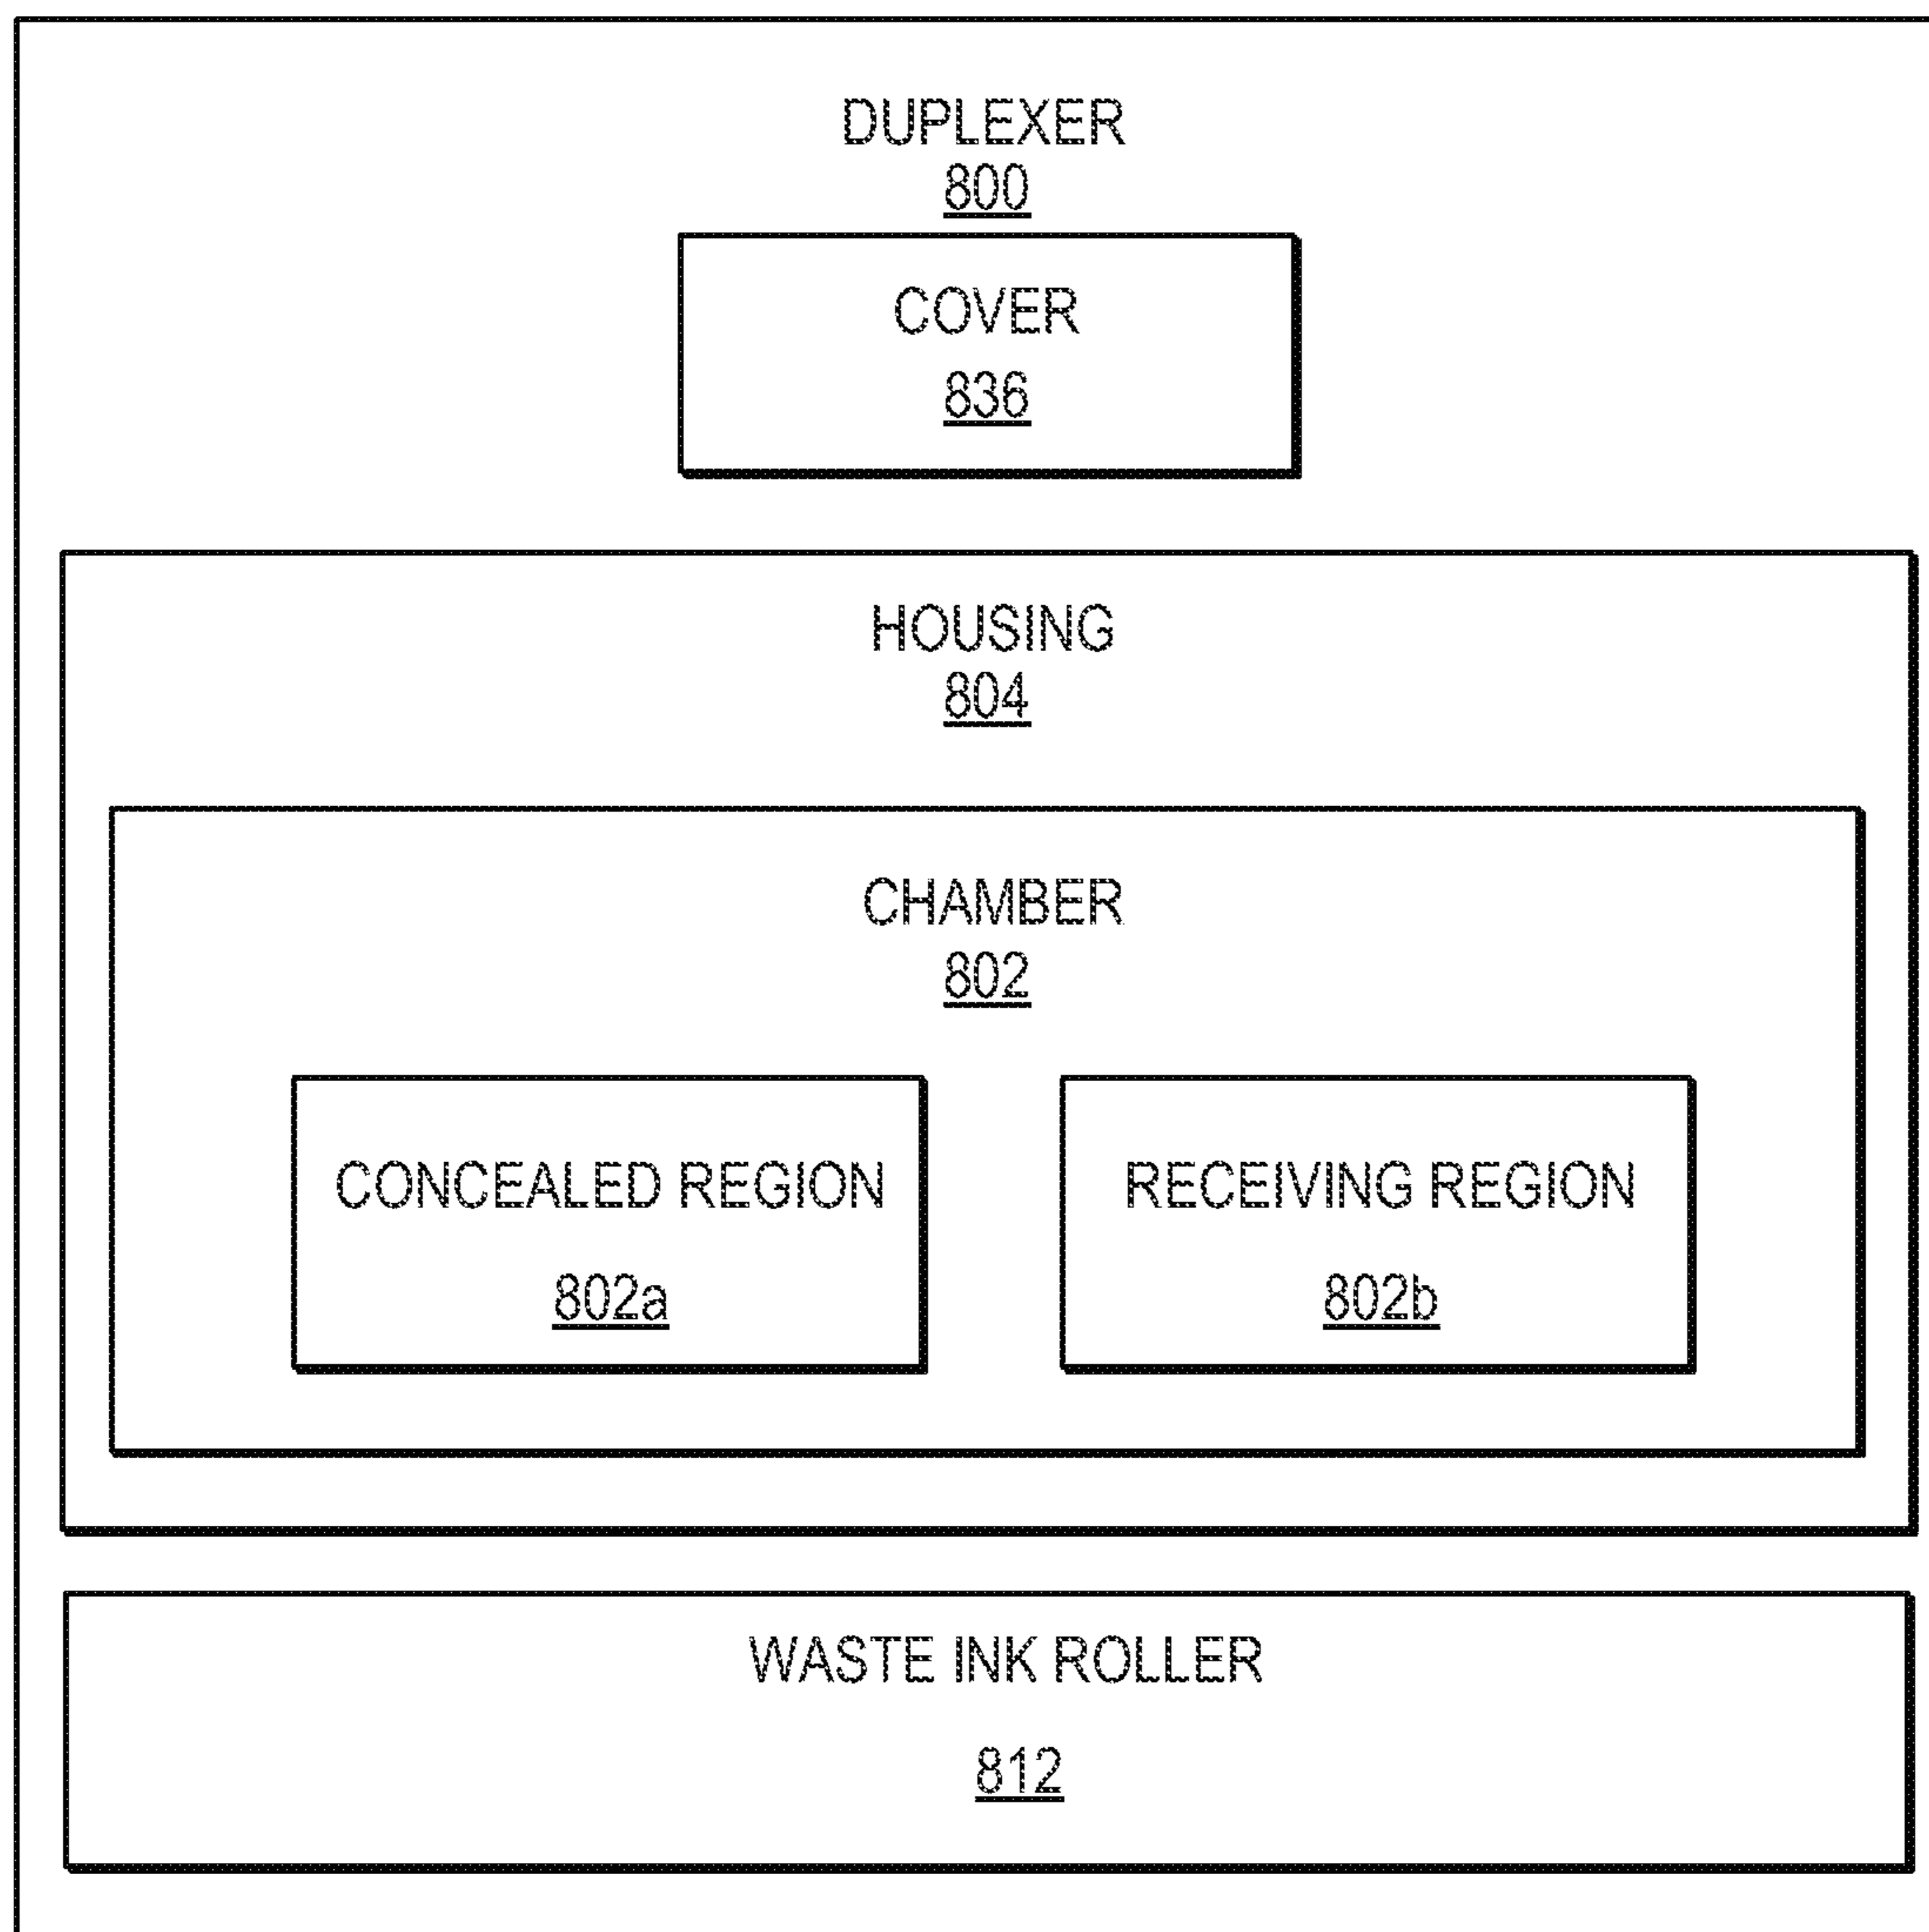 DUPLEXER
800
COVER
836
HOUSING
804
CHAMBER
802
CONCEALED REGION
802a
RECEIVING REGION
802b
WASTE INK ROLLER
812